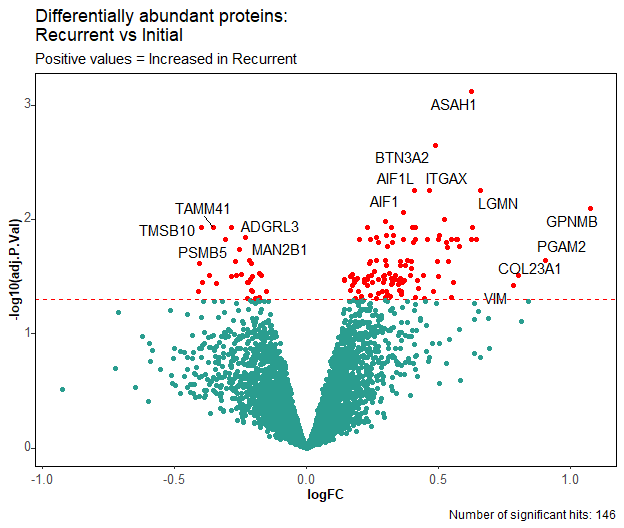 Differentially abundant proteins:
Recurrent vs Initial
Positive values = Increased in Recurrent
3
ASAH1
BTN3A2
AIF1L ITGAX
TAMM41
AIF1
LGMN
2
TMSB10
ADGRL3
GPNMB
PSMB5
MAN2B1
PGAM2
COL23A1
VIM
-log10(adj.P.Val)
1
0
-1.0 -0.5 0.0 0.5 1.0
logFC
Number of significant hits: 146